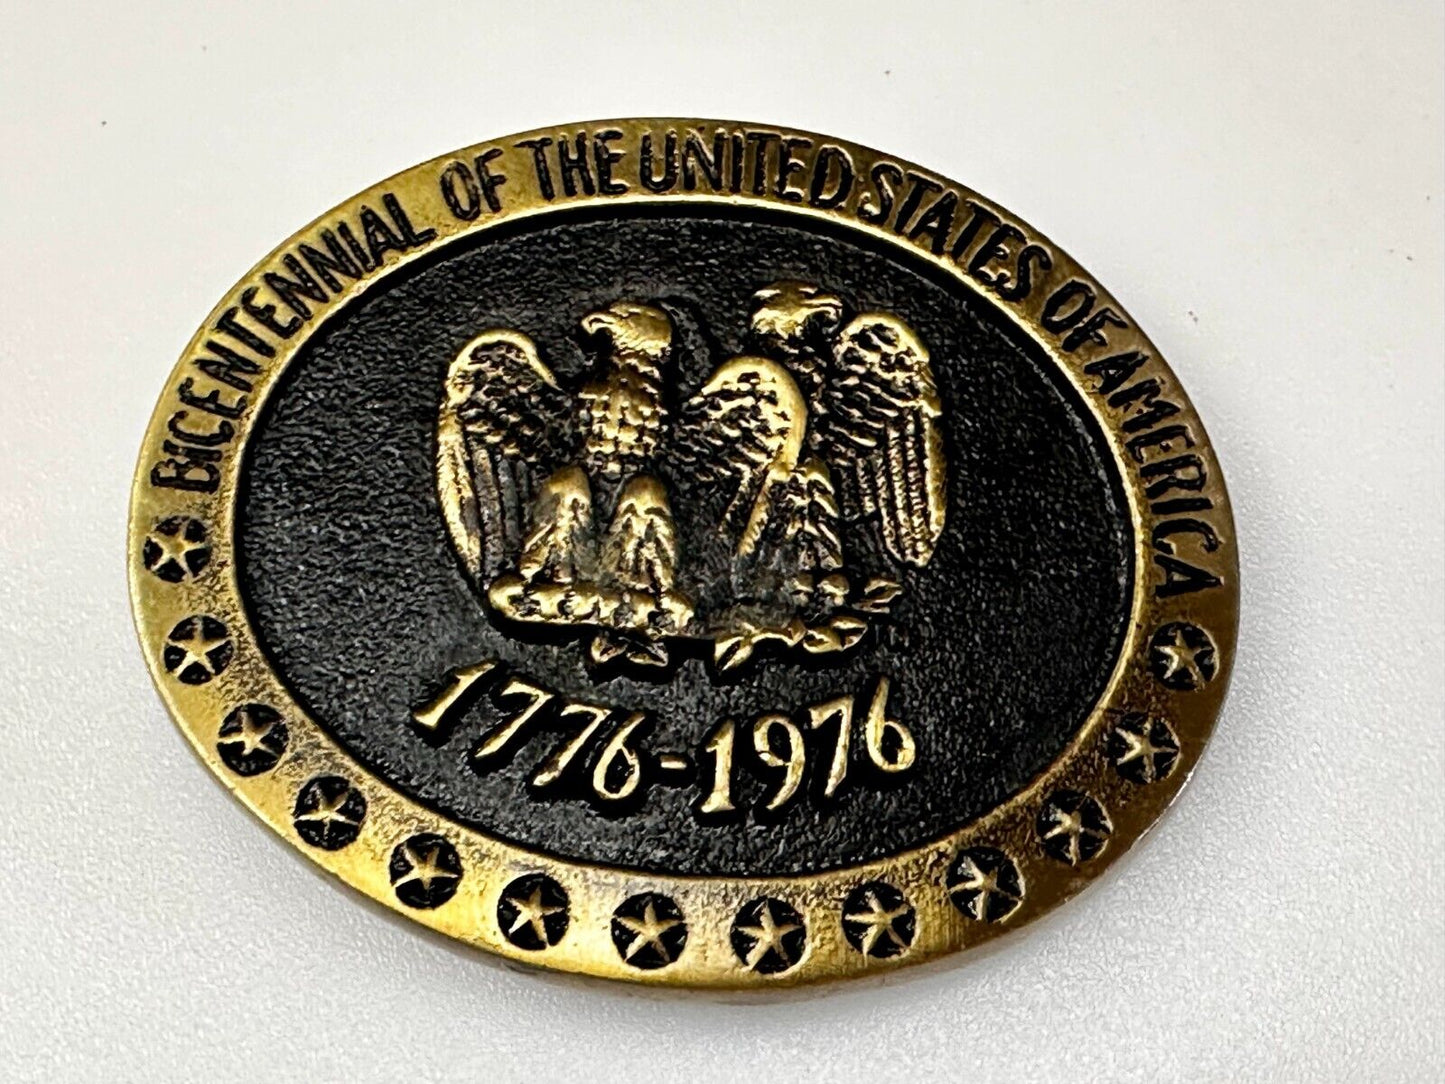 BICENTENNIAL OF THE UNITED STATES OF AMERICA
1776-1976